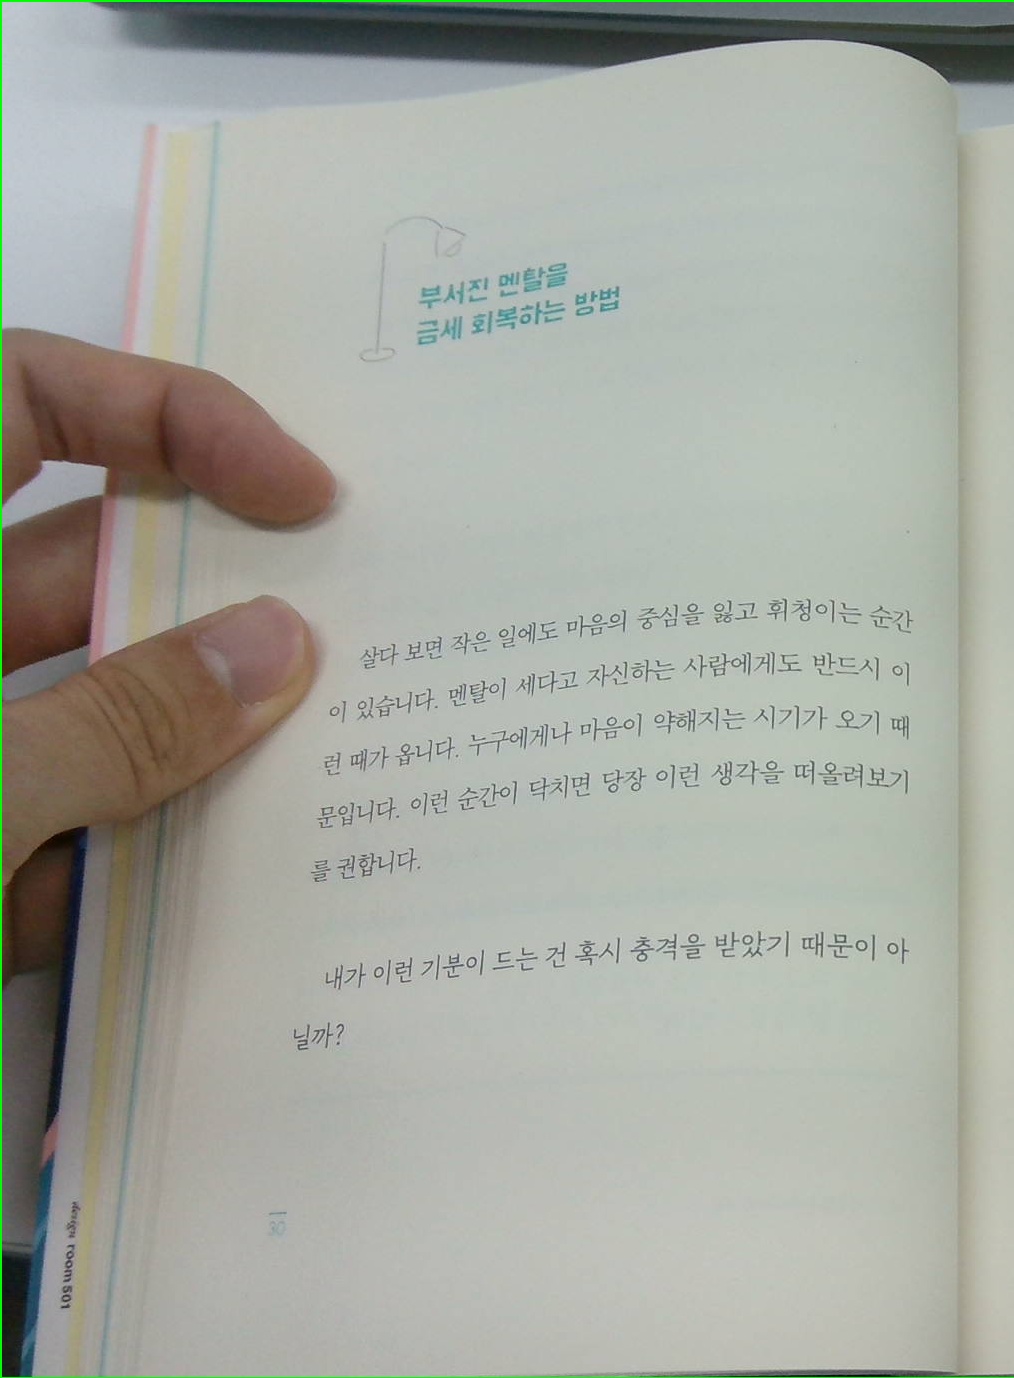 부서진 멘탈을
금세 회복하는 방법
살다 보면 작은 일에도 마음의 중심을 잃고 휘청이는 순간
이 있습니다. 멘탈이 세다고 자신하는 사람에게도 반드시 이
런 때가 옵니다. 누구에게나 마음이 약해지는 시기가 오기 때
문입니다. 이런 순간이 닥치면 당장 이런 생각을 떠올려보기
를 권합니다.
내가 이런 기분이 드는 건 혹시 충격을 받았기 때문이 아
닐까?
30
design room 501